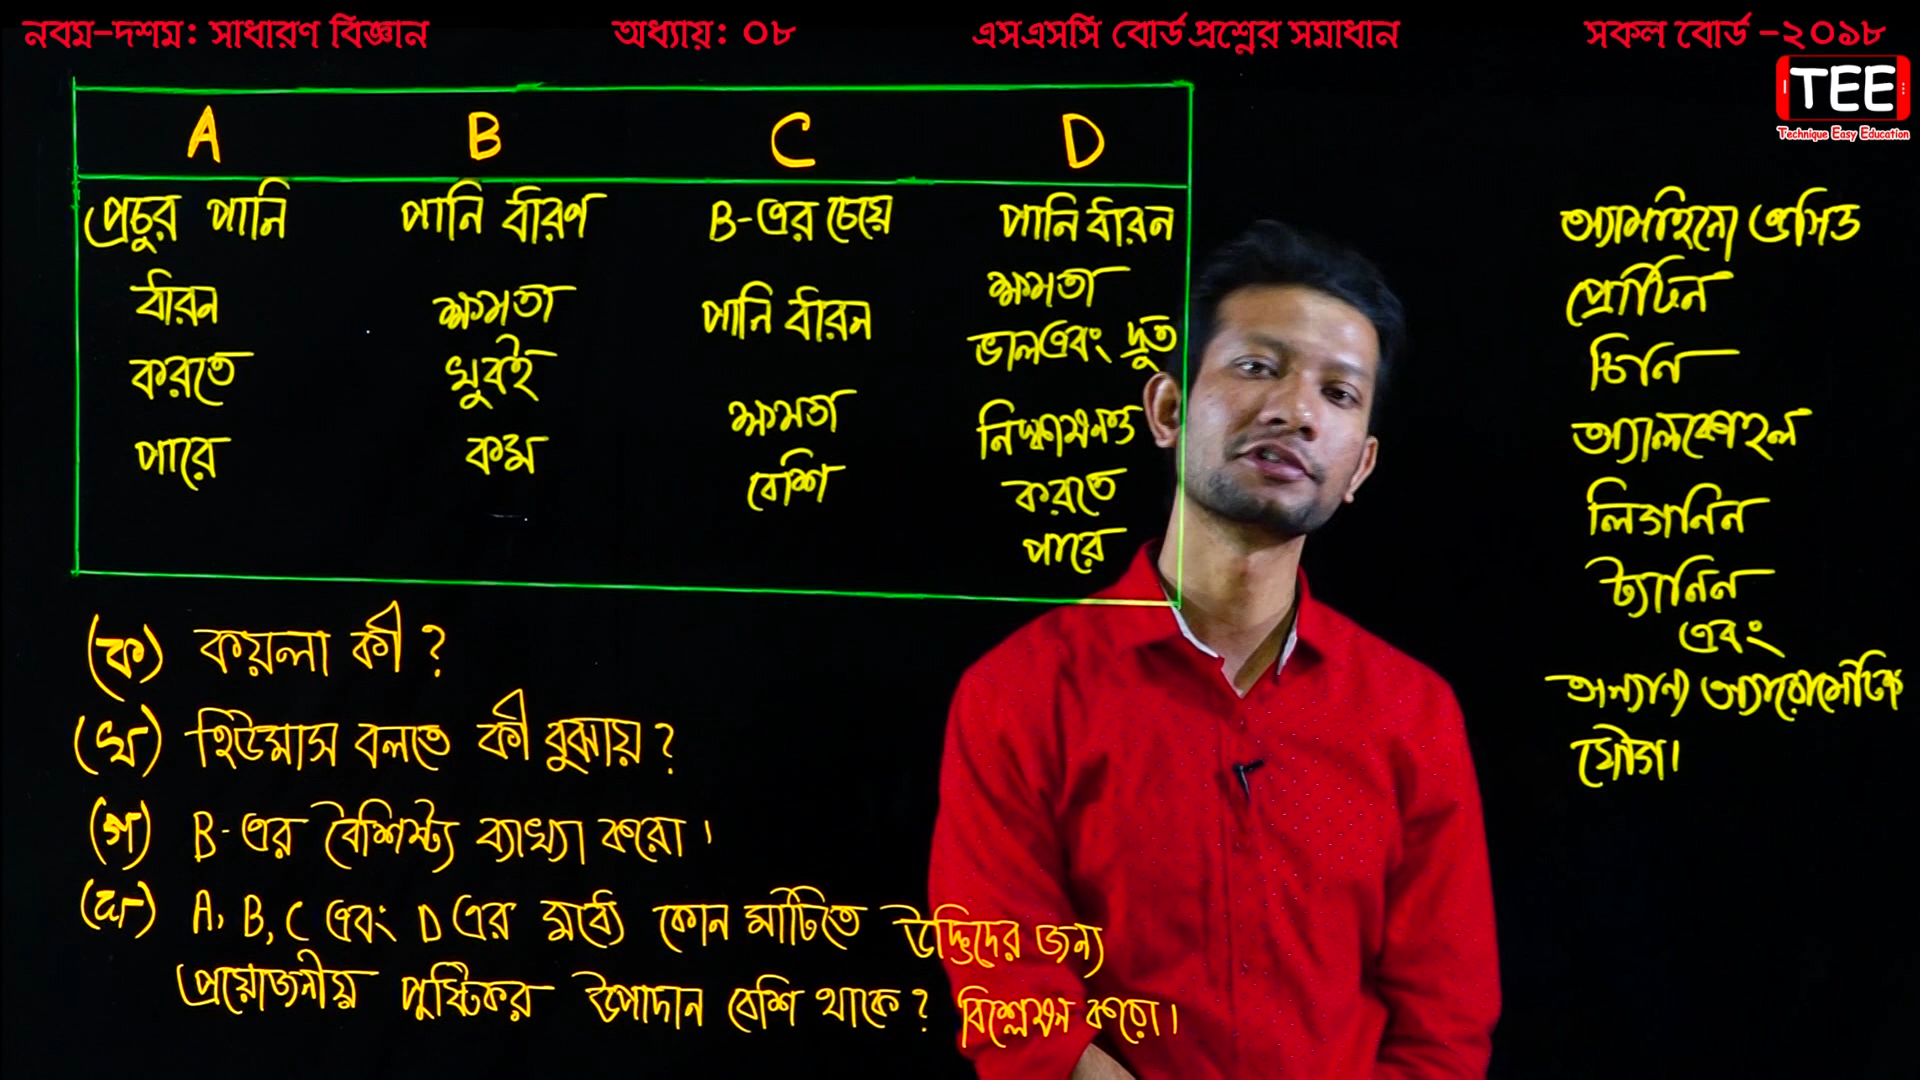 নবম-দশম: সাধারণ বিজ্ঞান
অধ্যায়: ০৮
এসএসসি বোর্ড প্রশ্নের সমাধান
সকল বোর্ড -২০১৮
TEE
Technique Easy Education
A
B
C
D
প্রচুর পানি
ধারন
করতে
পারে
পানি ধারণ
ক্ষমতা
খুবই
কম
B-এর চেয়ে
পানি ধারন
ক্ষমতা
বেশি
পানি ধারন
ক্ষমতা
ভাল এবং দ্রুত
নিষ্কাষনও
করতে
পারে
অ্যামাইনো এসিড
প্রোটিন
চিনি
অ্যালকোহল
লিগনিন
ট্যানিন
এবং
অন্যান্য অ্যারোমেটিক
যৌগ।
(ক) কয়লা কী?
(খ) হিউমাস বলতে কী বুঝায়?
(গ) B-এর বৈশিষ্ট্য ব্যাখ্যা করো।
(ঘ) A, B, C এবং D এর মধ্যে কোন মাটিতে উদ্ভিদের জন্য
প্রয়োজনীয় পুষ্টিকর উপাদান বেশি থাকে? বিশ্লেষন করো।